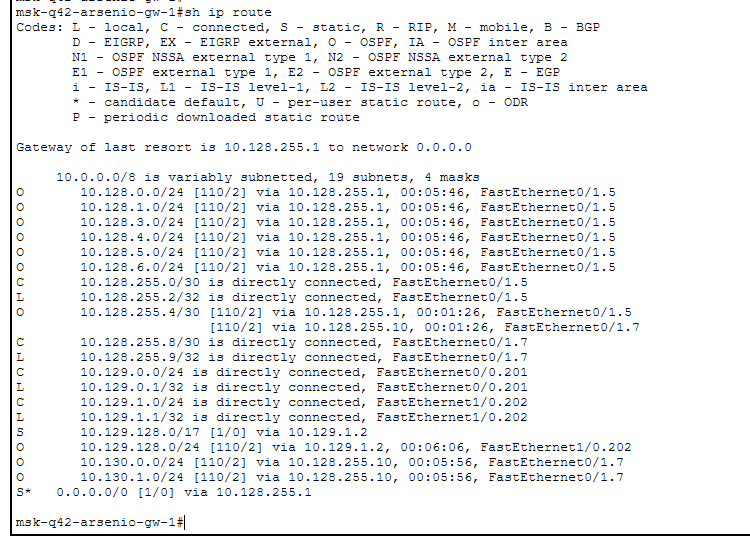 msk-q42-arsenio-gw-1#sh ip route
Codes: L - local, C - connected, S - static, R - RIP, M - mobile, B - BGP
       D - EIGRP, EX - EIGRP external, O - OSPF, IA - OSPF inter area
       N1 - OSPF NSSA external type 1, N2 - OSPF NSSA external type 2
       E1 - OSPF external type 1, E2 - OSPF external type 2, E - EGP
       i - IS-IS, L1 - IS-IS level-1, L2 - IS-IS level-2, ia - IS-IS inter area
       * - candidate default, U - per-user static route, o - ODR
       P - periodic downloaded static route
Gateway of last resort is 10.128.255.1 to network 0.0.0.0
     10.0.0.0/8 is variably subnetted, 19 subnets, 4 masks
O       10.128.0.0/24 [110/2] via 10.128.255.1, 00:05:46, FastEthernet0/1.5
O       10.128.1.0/24 [110/2] via 10.128.255.1, 00:05:46, FastEthernet0/1.5
O       10.128.3.0/24 [110/2] via 10.128.255.1, 00:05:46, FastEthernet0/1.5
O       10.128.4.0/24 [110/2] via 10.128.255.1, 00:05:46, FastEthernet0/1.5
O       10.128.5.0/24 [110/2] via 10.128.255.1, 00:05:46, FastEthernet0/1.5
O       10.128.6.0/24 [110/2] via 10.128.255.1, 00:05:46, FastEthernet0/1.5
C       10.128.255.0/30 is directly connected, FastEthernet0/1.5
L       10.128.255.2/32 is directly connected, FastEthernet0/1.5
O       10.128.255.4/30 [110/2] via 10.128.255.1, 00:01:26, FastEthernet0/1.5
                        [110/2] via 10.128.255.10, 00:01:26, FastEthernet0/1.7
C       10.128.255.8/30 is directly connected, FastEthernet0/1.7
L       10.128.255.9/32 is directly connected, FastEthernet0/1.7
C       10.129.0.0/24 is directly connected, FastEthernet0/0.201
L       10.129.0.1/32 is directly connected, FastEthernet0/0.201
C       10.129.1.0/24 is directly connected, FastEthernet1/0.202
L       10.129.1.1/32 is directly connected, FastEthernet1/0.202
S       10.129.128.0/17 [1/0] via 10.129.1.2
O       10.129.128.0/24 [110/2] via 10.129.1.2, 00:06:06, FastEthernet1/0.202
O       10.130.0.0/24 [110/2] via 10.128.255.10, 00:05:56, FastEthernet0/1.7
O       10.130.1.0/24 [110/2] via 10.128.255.10, 00:05:56, FastEthernet0/1.7
S*   0.0.0.0/0 [1/0] via 10.128.255.1
msk-q42-arsenio-gw-1#